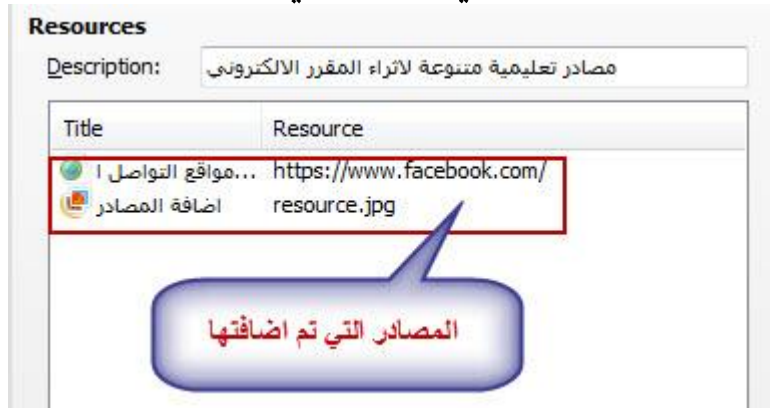 Resources
Description: مصادر تعليمية متنوعة لاثراء المقرر الالكتروني
Title Resource
مواقع التواصل ا... https://www.facebook.com/
اضافة المصادر resource.jpg
المصادر التي تم اضافتها